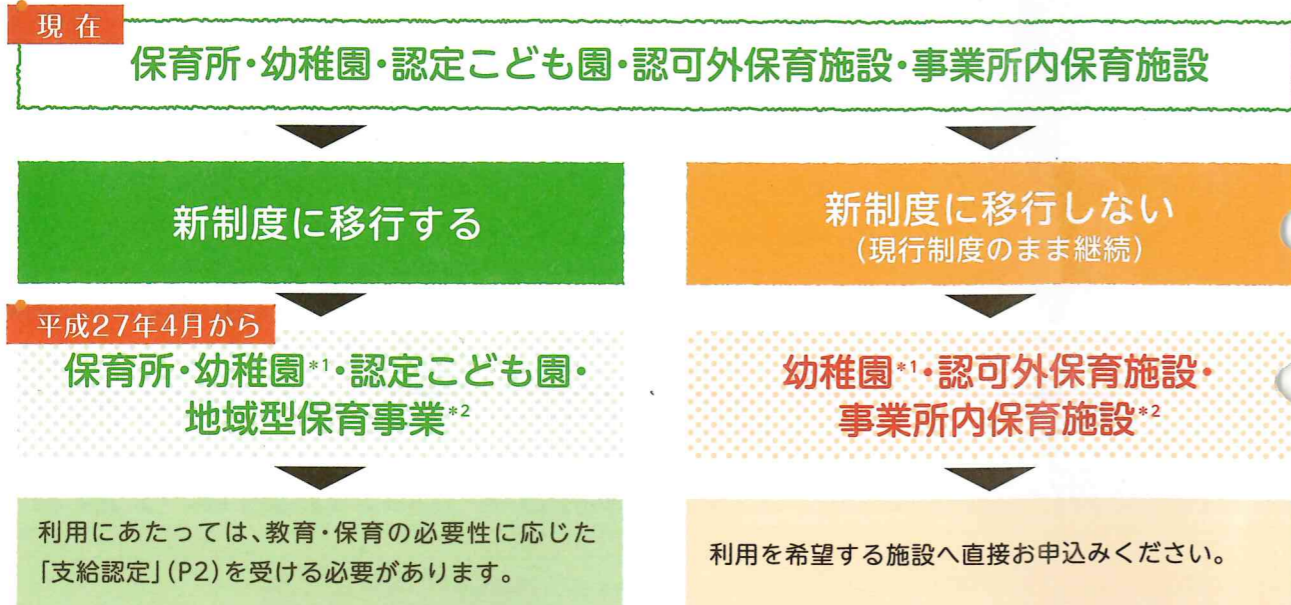 現在
保育所・幼稚園・認定こども園・認可外保育施設・事業所内保育施設
新制度に移行する
平成27年4月から
保育所・幼稚園*1・認定こども園・
地域型保育事業*2
利用にあたっては、教育・保育の必要性に応じた
「支給認定」(P2)を受ける必要があります。
新制度に移行しない
(現行制度のまま継続)
幼稚園*1・認可外保育施設・
事業所内保育施設*2
利用を希望する施設へ直接お申込みください。